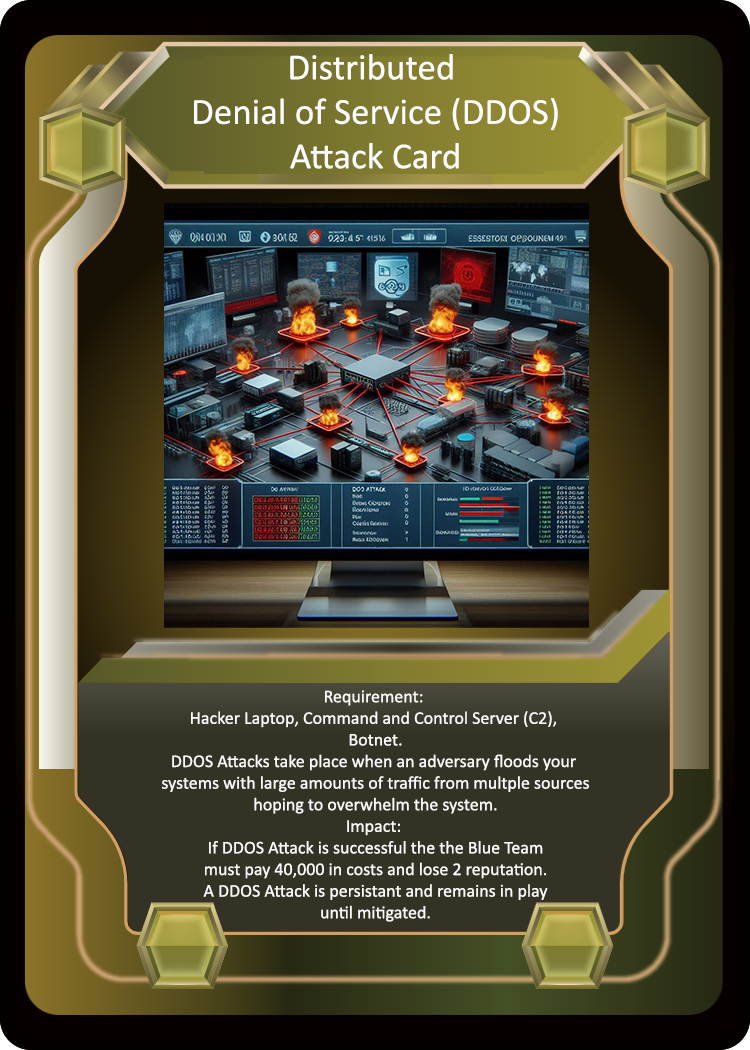 Distributed
Denial of Service (DDOS)
Attack Card
DOS ATTACK
Requirement:
Hacker Laptop, Command and Control Server (C2),
Botnet.
DDOS Attacks take place when an adversary floods your
systems with large amounts of traffic from multple sources
hoping to overwhelm the system.
Impact:
If DDOS Attack is successful the the Blue Team
must pay 40,000 in costs and lose 2 reputation.
A DDOS Attack is persistant and remains in play
until mitigated.